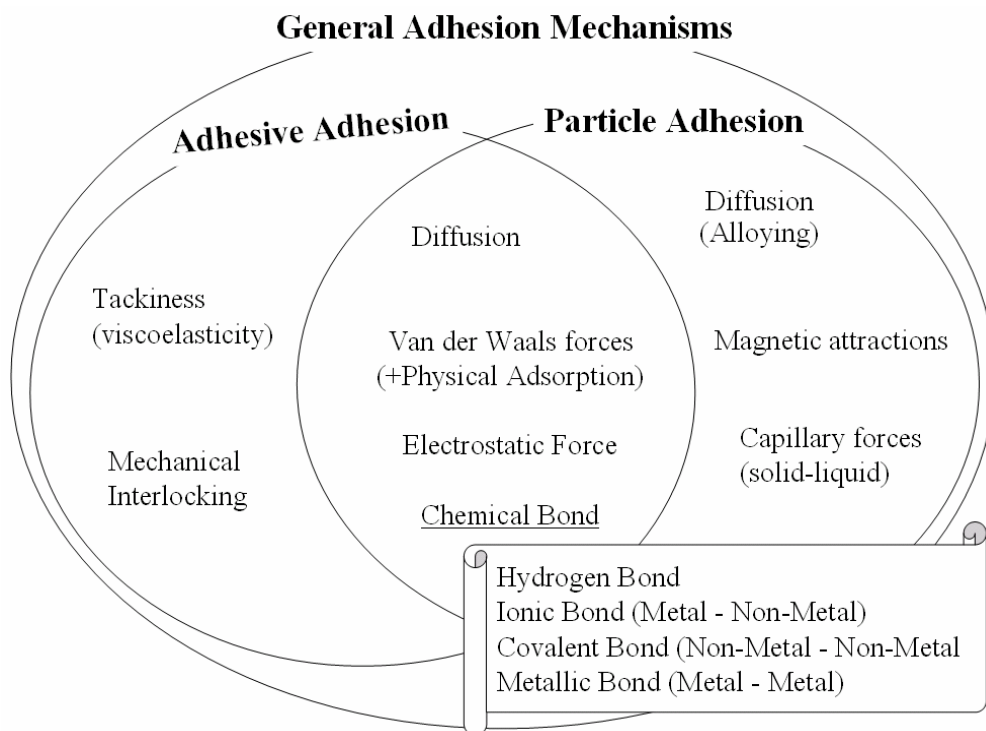 General Adhesion Mechanisms
Adhesive Adhesion
Particle Adhesion
Tackiness
(viscoelasticity)
Mechanical
Interlocking
Diffusion
Van der Waals forces
(+Physical Adsorption)
Electrostatic Force
Chemical Bond
Diffusion
(Alloying)
Magnetic attractions
Capillary forces
(solid-liquid)
Hydrogen Bond
Ionic Bond (Metal - Non-Metal)
Covalent Bond (Non-Metal - Non-Metal
Metallic Bond (Metal - Metal)